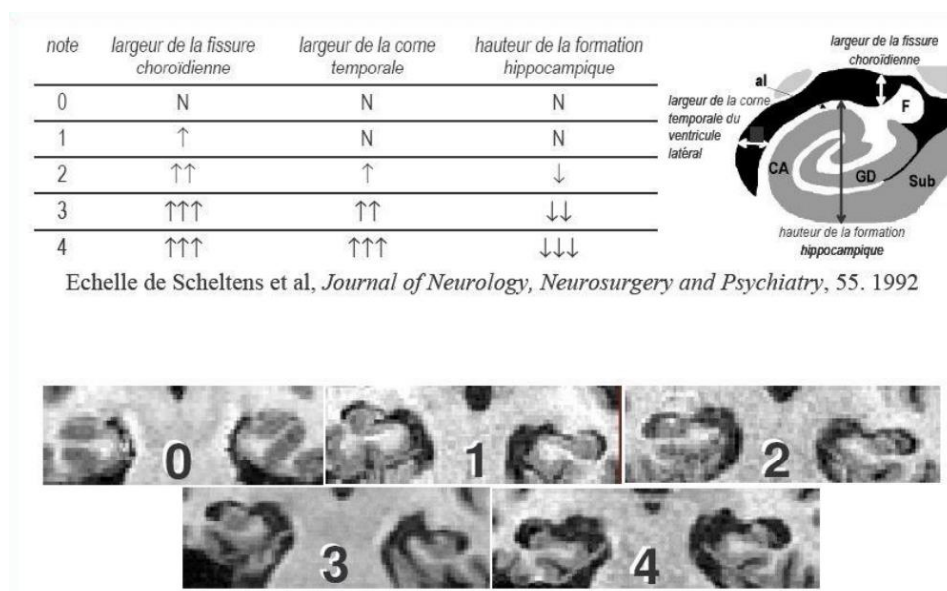 note largeur de la fissure choroïdienne largeur de la corne temporale hauteur de la formation hippocampique
0 N N N
1 ↑ N N
2 ↑↑ ↑ ↓
3 ↑↑↑ ↑↑ ↓↓
4 ↑↑↑ ↑↑↑ ↓↓↓
largeur de la fissure
choroïdienne
al
largeur de la corne
temporale du
ventricule
latéral
F
CA
GD
Sub
hauteur de la formation
hippocampique
Echelle de Scheltens et al, Journal of Neurology, Neurosurgery and Psychiatry, 55. 1992
0
1
2
3
4